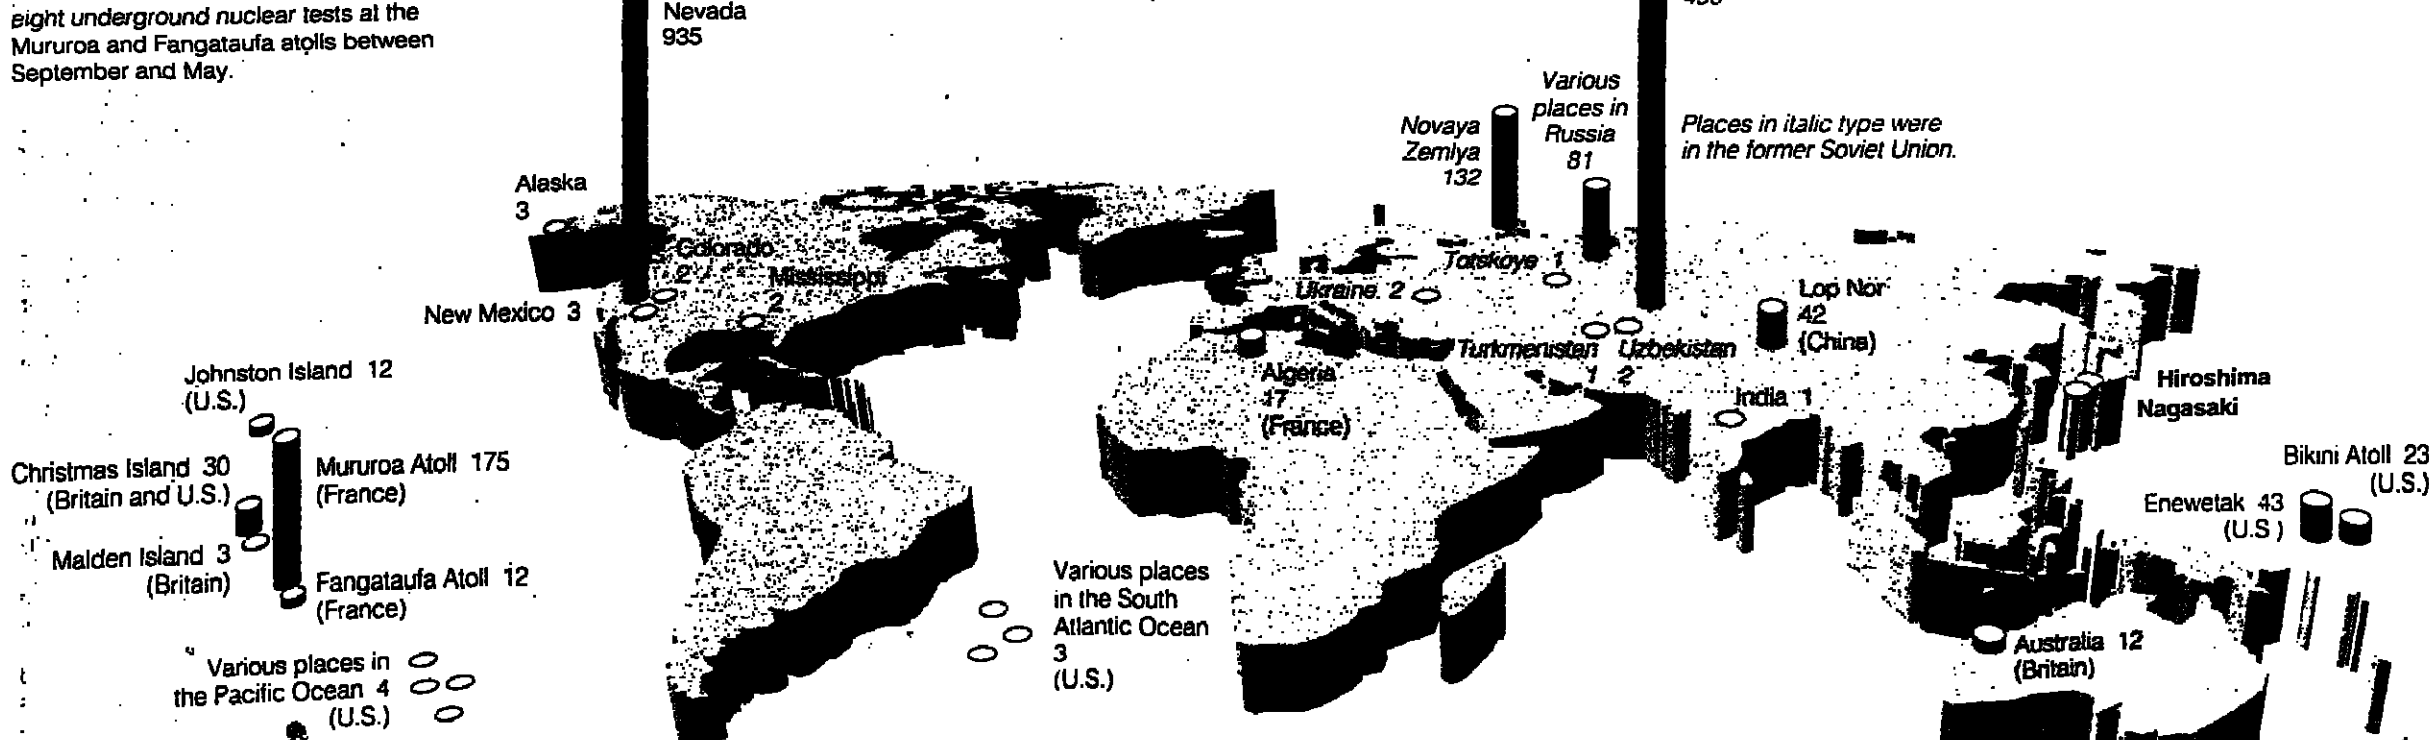 eight underground nuclear tests at the
Mururoa and Fangataufa atolls between
September and May.
Nevada
935
Various
places in
Russia
81
Novaya
Zemlya
132
Places in italic type were
in the former Soviet Union.
Alaska
3
Colorado
2
Mississippi
2
New Mexico 3
Totskoye 1
Ukraine 2
Lop Nor
42
(China)
Turkmenistan
1
Uzbekistan
2
Johnston Island 12
(U.S.)
Algeria
17
(France)
India 1
Hiroshima
Nagasaki
Christmas Island 30
(Britain and U.S.)
Mururoa Atoll 175
(France)
Bikini Atoll 23
(U.S.)
Enewetak 43
(U.S.)
Malden Island 3
(Britain)
Fangataufa Atoll 12
(France)
Various places
in the South
Atlantic Ocean
3
(U.S.)
Australia 12
(Britain)
Various places in
the Pacific Ocean 4
(U.S.)